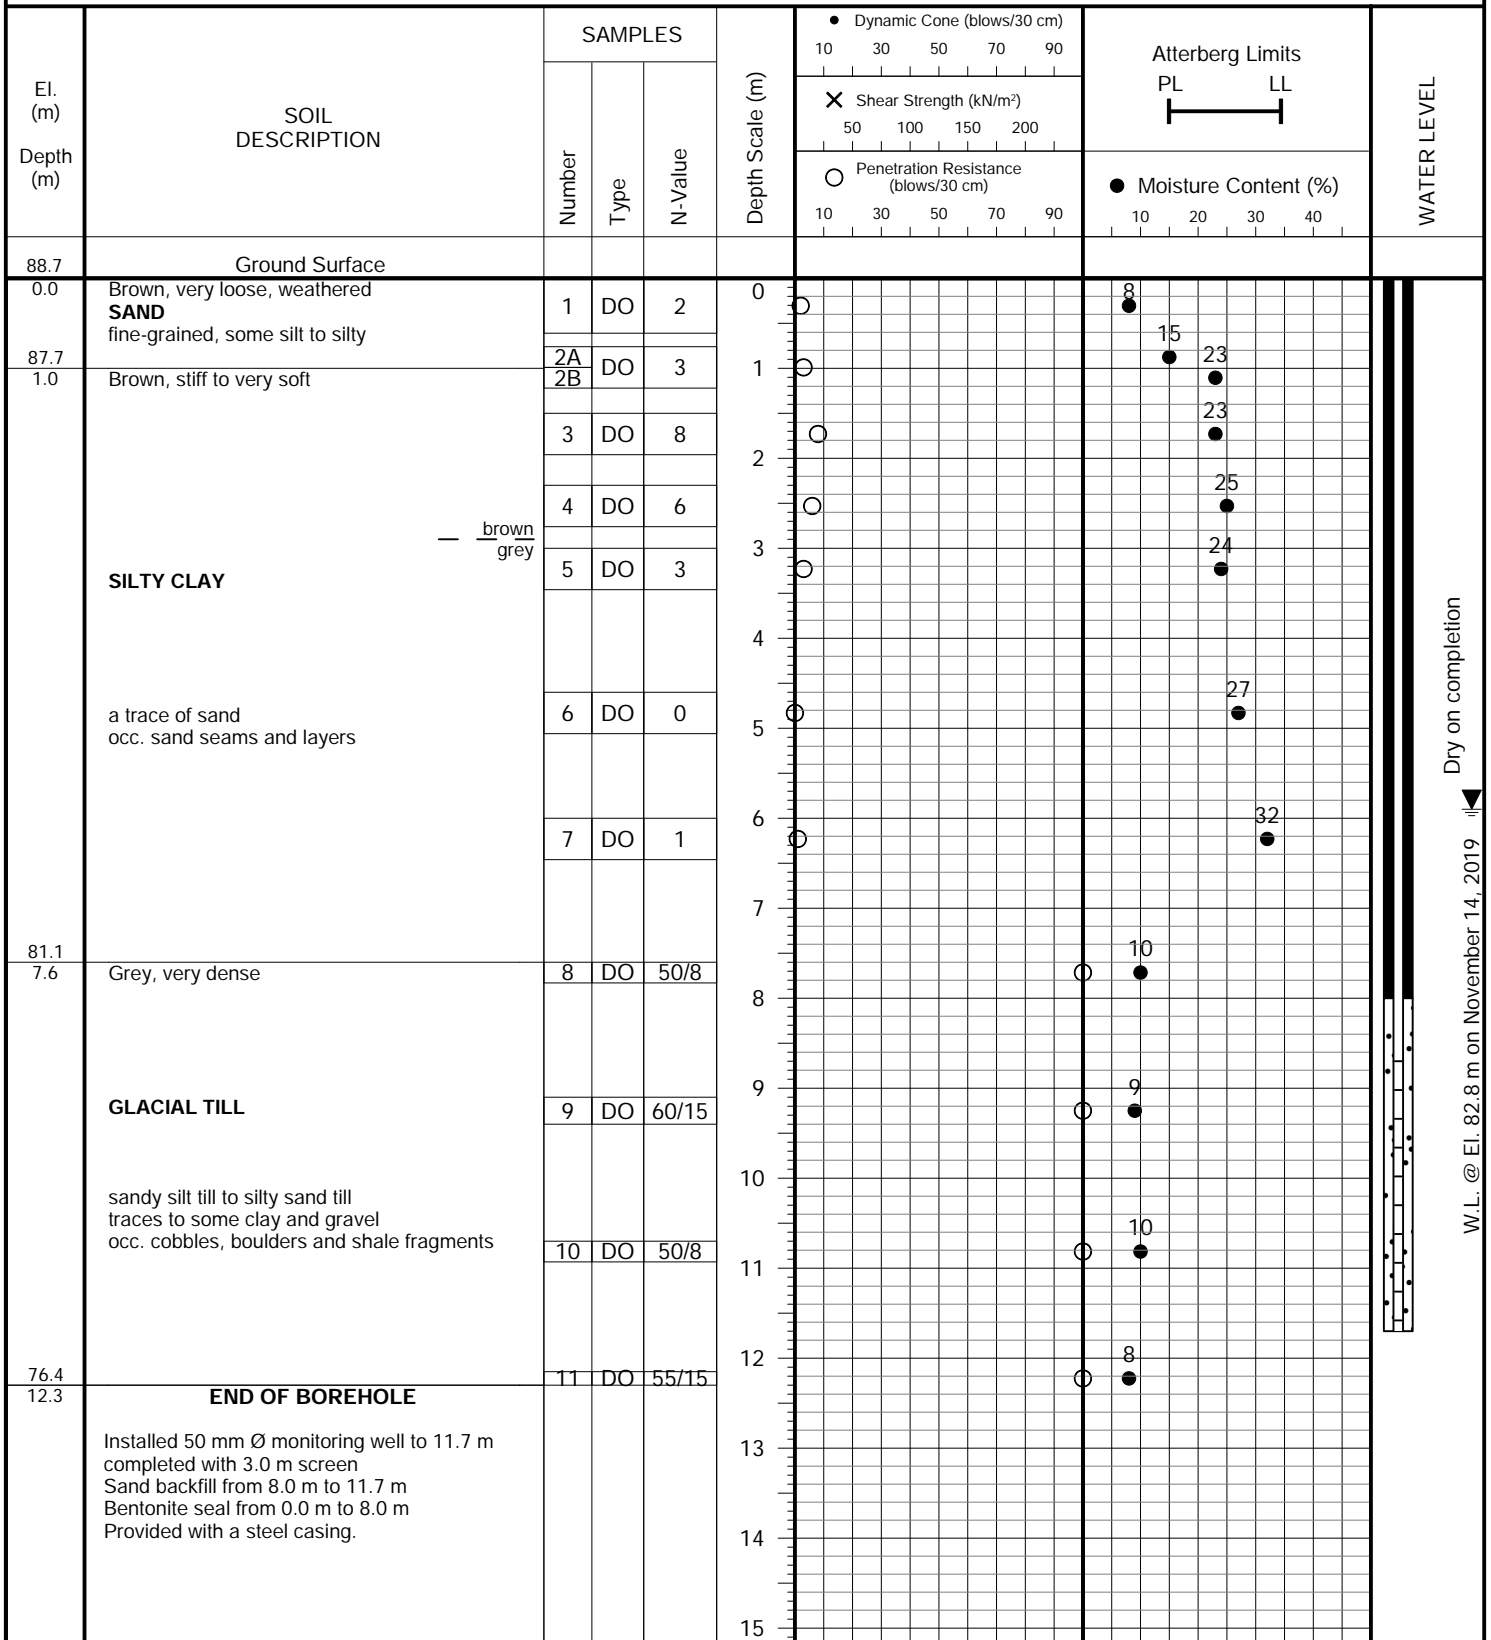 El.
(m)
Depth
(m)
SOIL
DESCRIPTION
SAMPLES
Number
Type
N-Value
Depth Scale (m)
● Dynamic Cone (blows/30 cm)
10 30 50 70 90
X Shear Strength (kN/m²)
50 100 150 200
O Penetration Resistance
(blows/30 cm)
10 30 50 70 90
Atterberg Limits
PL LL
● Moisture Content (%)
10 20 30 40
WATER LEVEL
88.7 Ground Surface
0.0 Brown, very loose, weathered
SAND
fine-grained, some silt to silty
1 DO 2
0
8
15
87.7
1.0 Brown, stiff to very soft
2A
2B
DO 3
1
23
3 DO 8
23
2
4 DO 6
25
brown
grey
3
24
5 DO 3
SILTY CLAY
4
27
a trace of sand
occ. sand seams and layers
6 DO 0
5
6
32
7 DO 1
7
81.1
7.6 Grey, very dense
8 DO 50/8
10
8
9
9
GLACIAL TILL
9 DO 60/15
10
sandy silt till to silty sand till
traces to some clay and gravel
occ. cobbles, boulders and shale fragments
10 DO 50/8
10
11
12
8
76.4
12.3
11 DO 55/15
END OF BOREHOLE
Installed 50 mm Ø monitoring well to 11.7 m
completed with 3.0 m screen
Sand backfill from 8.0 m to 11.7 m
Bentonite seal from 0.0 m to 8.0 m
Provided with a steel casing.
13
14
15
Dry on completion
W.L. @ El. 82.8 m on November 14, 2019